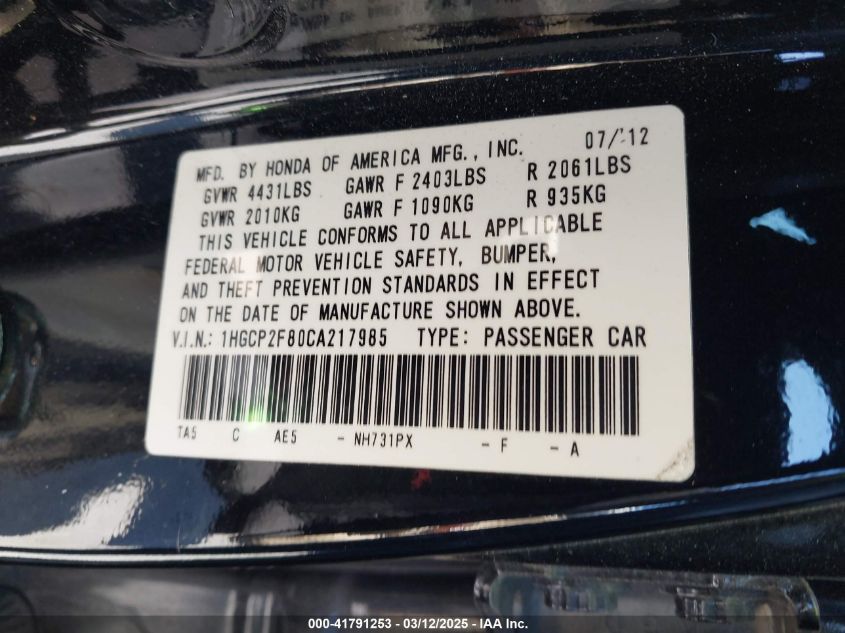 MFD. BY HONDA OF AMERICA MFG., INC. 07/'12
GVWR 4431LBS GAWR F 2403LBS R 2061LBS
GVWR 2010KG GAWR F 1090KG R 935KG
THIS VEHICLE CONFORMS TO ALL APPLICABLE
FEDERAL MOTOR VEHICLE SAFETY, BUMPER,
AND THEFT PREVENTION STANDARDS IN EFFECT
ON THE DATE OF MANUFACTURE SHOWN ABOVE.
V.I.N.: 1HGCP2F80CA217985 TYPE: PASSENGER CAR
TA5 C AE5 - NH731PX - F - A
000-41791253 — 03/12/2025 — IAA Inc.